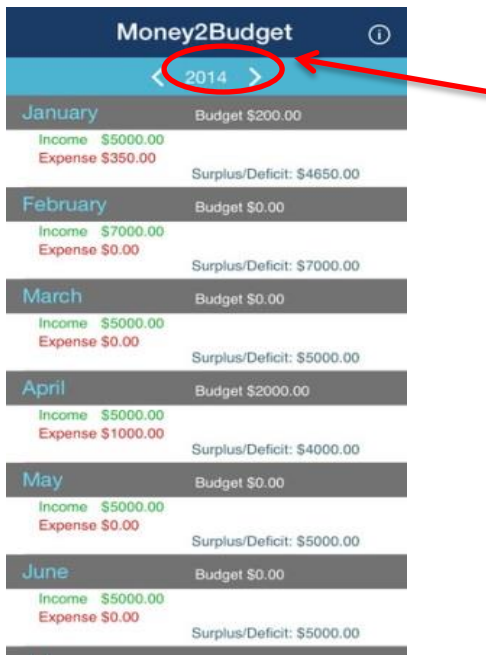 Money2Budget
2014
January Budget $200.00
Income $5000.00
Expense $350.00
Surplus/Deficit: $4650.00
February Budget $0.00
Income $7000.00
Expense $0.00
Surplus/Deficit: $7000.00
March Budget $0.00
Income $5000.00
Expense $0.00
Surplus/Deficit: $5000.00
April Budget $2000.00
Income $5000.00
Expense $1000.00
Surplus/Deficit: $4000.00
May Budget $0.00
Income $5000.00
Expense $0.00
Surplus/Deficit: $5000.00
June Budget $0.00
Income $5000.00
Expense $0.00
Surplus/Deficit: $5000.00